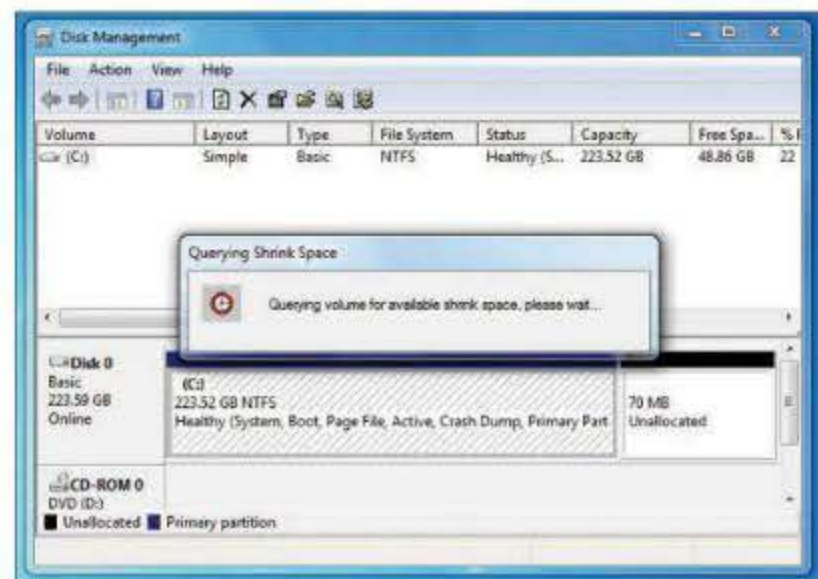 Disk Management
File Action View Help
Volume Layout Type File System Status Capacity Free Spa... %
(C:) Simple Basic NTFS Healthy (S... 223.52 GB 48.86 GB 22
Querying Shrink Space
Querying volume for available shrink space, please wait...
Disk 0
Basic
223.59 GB
Online
(C:)
223.52 GB NTFS
Healthy (System, Boot, Page File, Active, Crash Dump, Primary Part
70 MB
Unallocated
CD-ROM 0
DVD (D:)
Unallocated Primary partition